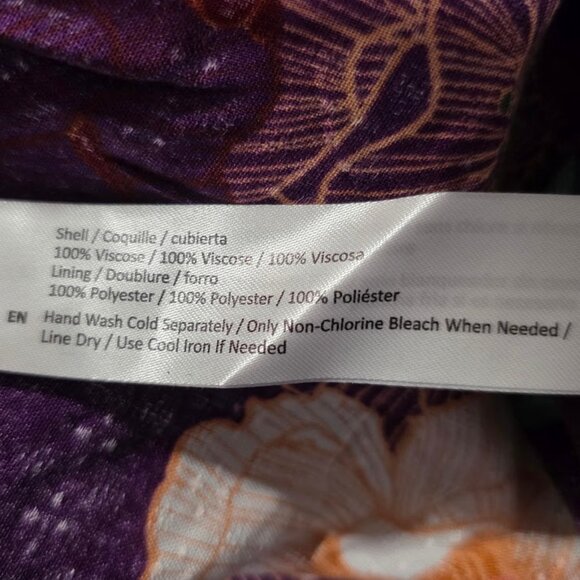 Shell / Coquille / cubierta
100% Viscose / 100% Viscose / 100% Viscosa
Lining / Doublure / forro
100% Polyester / 100% Polyester / 100% Poliéster
EN Hand Wash Cold Separately / Only Non-Chlorine Bleach When Needed /
Line Dry / Use Cool Iron If Needed